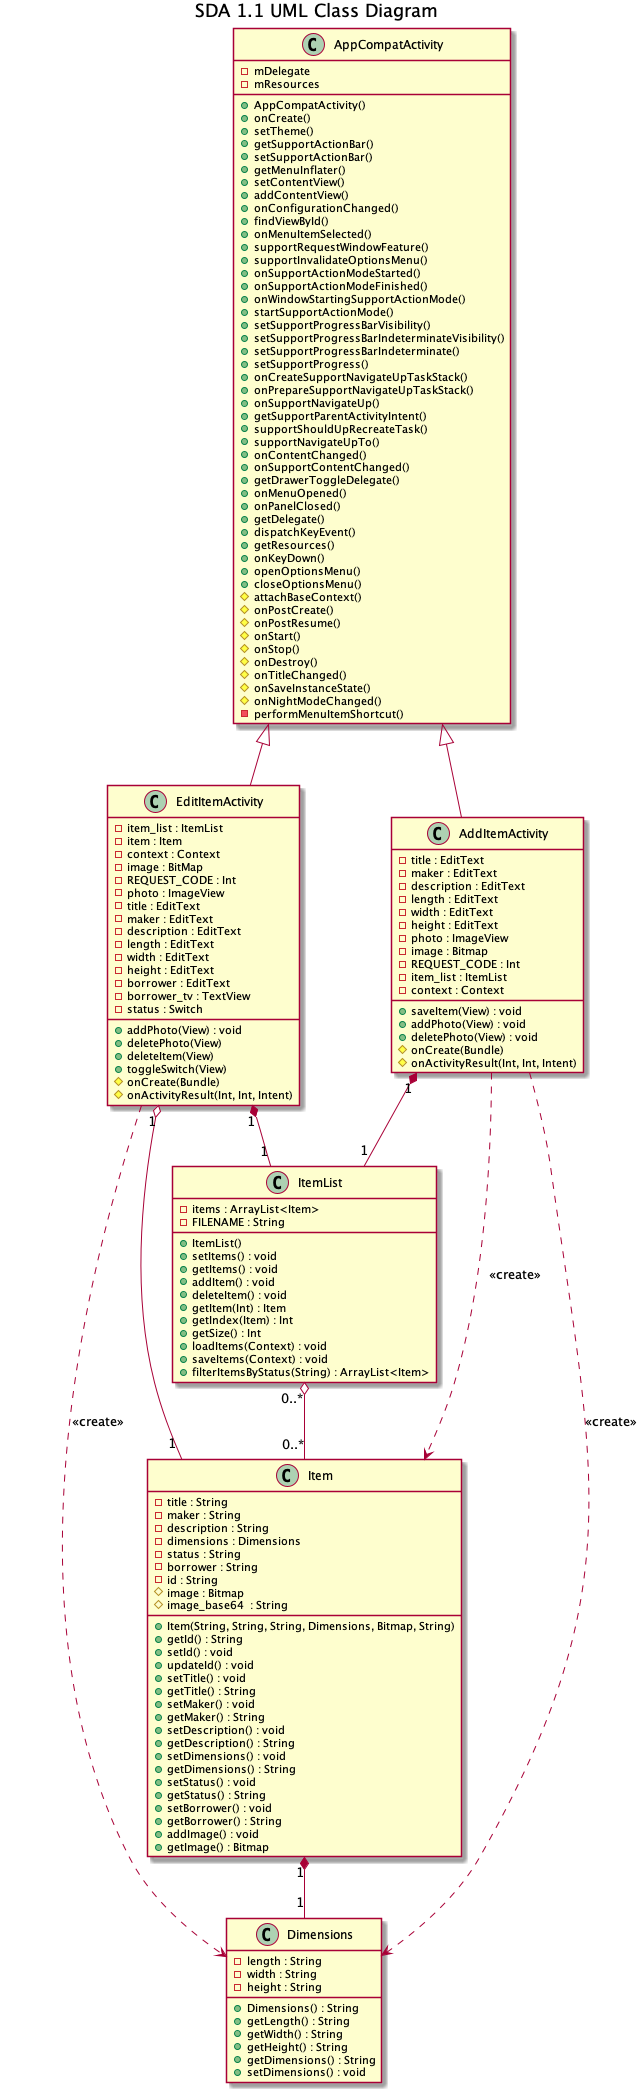 SDA 1.1 UML Class Diagram
C AppCompatActivity
mDelegate
mResources
AppCompatActivity()
onCreate()
setTheme()
getSupportActionBar()
setSupportActionBar()
getMenuInflater()
setContentView()
addContentView()
onConfigurationChanged()
findViewById()
onMenuItemSelected()
supportRequestWindowFeature()
supportInvalidateOptionsMenu()
onSupportActionModeStarted()
onSupportActionModeFinished()
onWindowStartingSupportActionMode()
startSupportActionMode()
setSupportProgressBarVisibility()
setSupportProgressBarIndeterminateVisibility()
setSupportProgressBarIndeterminate()
setSupportProgress()
onCreateSupportNavigateUpTaskStack()
onPrepareSupportNavigateUpTaskStack()
onSupportNavigateUp()
getSupportParentActivityIntent()
supportShouldUpRecreateTask()
supportNavigateUpTo()
onContentChanged()
onSupportContentChanged()
getDrawerToggleDelegate()
onMenuOpened()
onPanelClosed()
getDelegate()
dispatchKeyEvent()
getResources()
onKeyDown()
openOptionsMenu()
closeOptionsMenu()
attachBaseContext()
onPostCreate()
onPostResume()
onStart()
onStop()
onDestroy()
onTitleChanged()
onSaveInstanceState()
onNightModeChanged()
performMenuItemShortcut()
C EditItemActivity
item_list : ItemList
item : Item
context : Context
image : BitMap
REQUEST_CODE : Int
photo : ImageView
title : EditText
maker : EditText
description : EditText
length : EditText
width : EditText
height : EditText
borrower : EditText
borrower_tv : TextView
status : Switch
addPhoto(View) : void
deletePhoto(View)
deleteItem(View)
toggleSwitch(View)
onCreate(Bundle)
onActivityResult(Int, Int, Intent)
C AddItemActivity
title : EditText
maker : EditText
description : EditText
length : EditText
width : EditText
height : EditText
photo : ImageView
image : Bitmap
REQUEST_CODE : Int
item_list : ItemList
context : Context
saveItem(View) : void
addPhoto(View) : void
deletePhoto(View) : void
onCreate(Bundle)
onActivityResult(Int, Int, Intent)
1
1
1
1
1
C ItemList
items : ArrayList<Item>
FILENAME : String
ItemList()
setItems() : void
getItems() : void
addItem() : void
deleteItem() : void
getItem(Int) : Item
getIndex(Item) : Int
getSize() : Int
loadItems(Context) : void
saveItems(Context) : void
filterItemsByStatus(String) : ArrayList<Item>
«create»
0..*
«create»
«create»
1
0..*
C Item
title : String
maker : String
description : String
dimensions : Dimensions
status : String
borrower : String
id : String
image : Bitmap
image_base64 : String
Item(String, String, String, Dimensions, Bitmap, String)
getId() : String
setId() : void
updateId() : void
setTitle() : void
getTitle() : String
setMaker() : void
getMaker() : String
setDescription() : void
getDescription() : String
setDimensions() : void
getDimensions() : String
setStatus() : void
getStatus() : String
setBorrower() : void
getBorrower() : String
addImage() : void
getImage() : Bitmap
1
1
C Dimensions
length : String
width : String
height : String
Dimensions() : String
getLength() : String
getWidth() : String
getHeight() : String
getDimensions() : String
setDimensions() : void